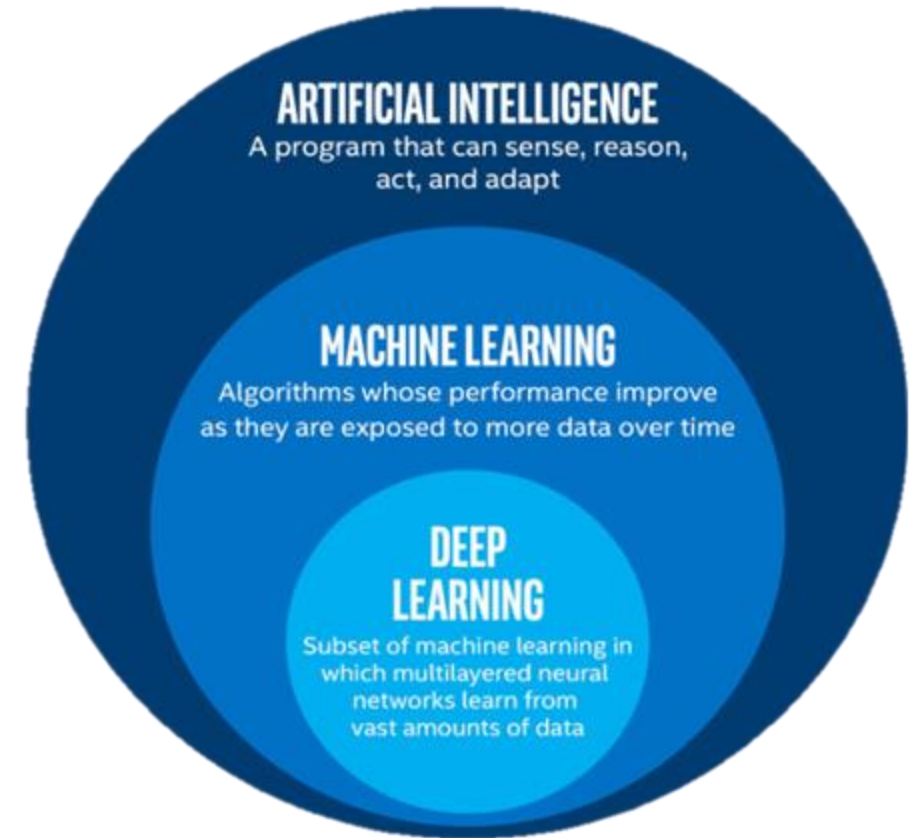 ARTIFICIAL INTELLIGENCE
A program that can sense, reason,
act, and adapt
MACHINE LEARNING
Algorithms whose performance improve
as they are exposed to more data over time
DEEP
LEARNING
Subset of machine learning in
which multilayered neural
networks learn from
vast amounts of data